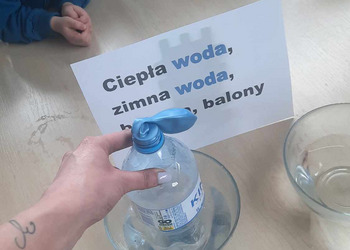 Ciepła woda,
zimna woda,
balony